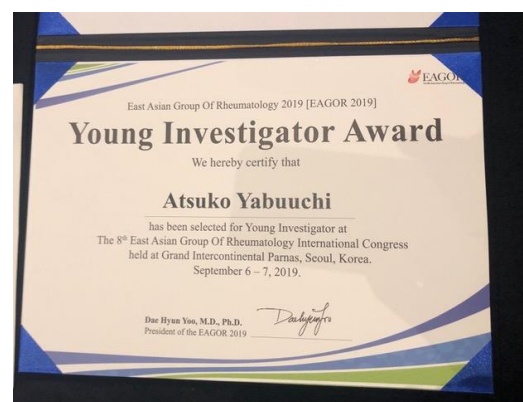 EAGOR
East Asian Group Of Rheumatology 2019 [EAGOR 2019]
Young Investigator Award
We hereby certify that
Atsuko Yabuuchi
has been selected for Young Investigator at
The 8th East Asian Group Of Rheumatology International Congress
held at Grand Intercontinental Parnas, Seoul, Korea.
September 6 – 7, 2019.
Dae Hyun Yoo, M.D., Ph.D.
President of the EAGOR 2019